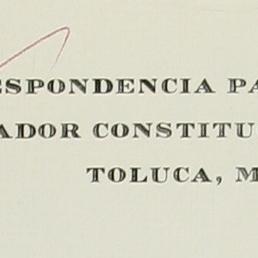 ESPONDENCIA PA
ADOR CONSTITU
TOLUCA, M